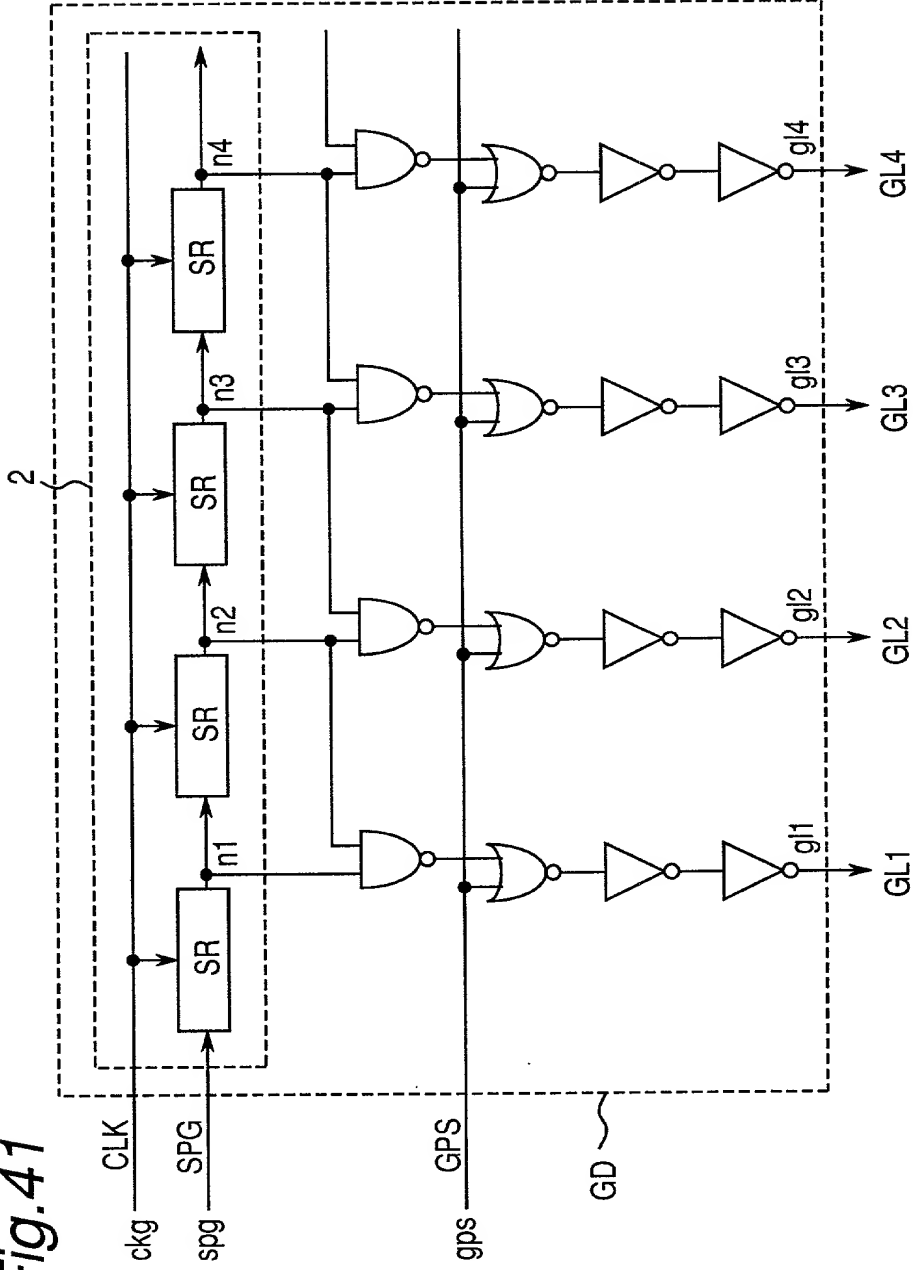 Fig.41
2
CLK
ckg
SPG
spg
SR
SR
SR
SR
n1
n2
n3
n4
GPS
gps
GD
gl1
gl2
gl3
gl4
GL1
GL2
GL3
GL4